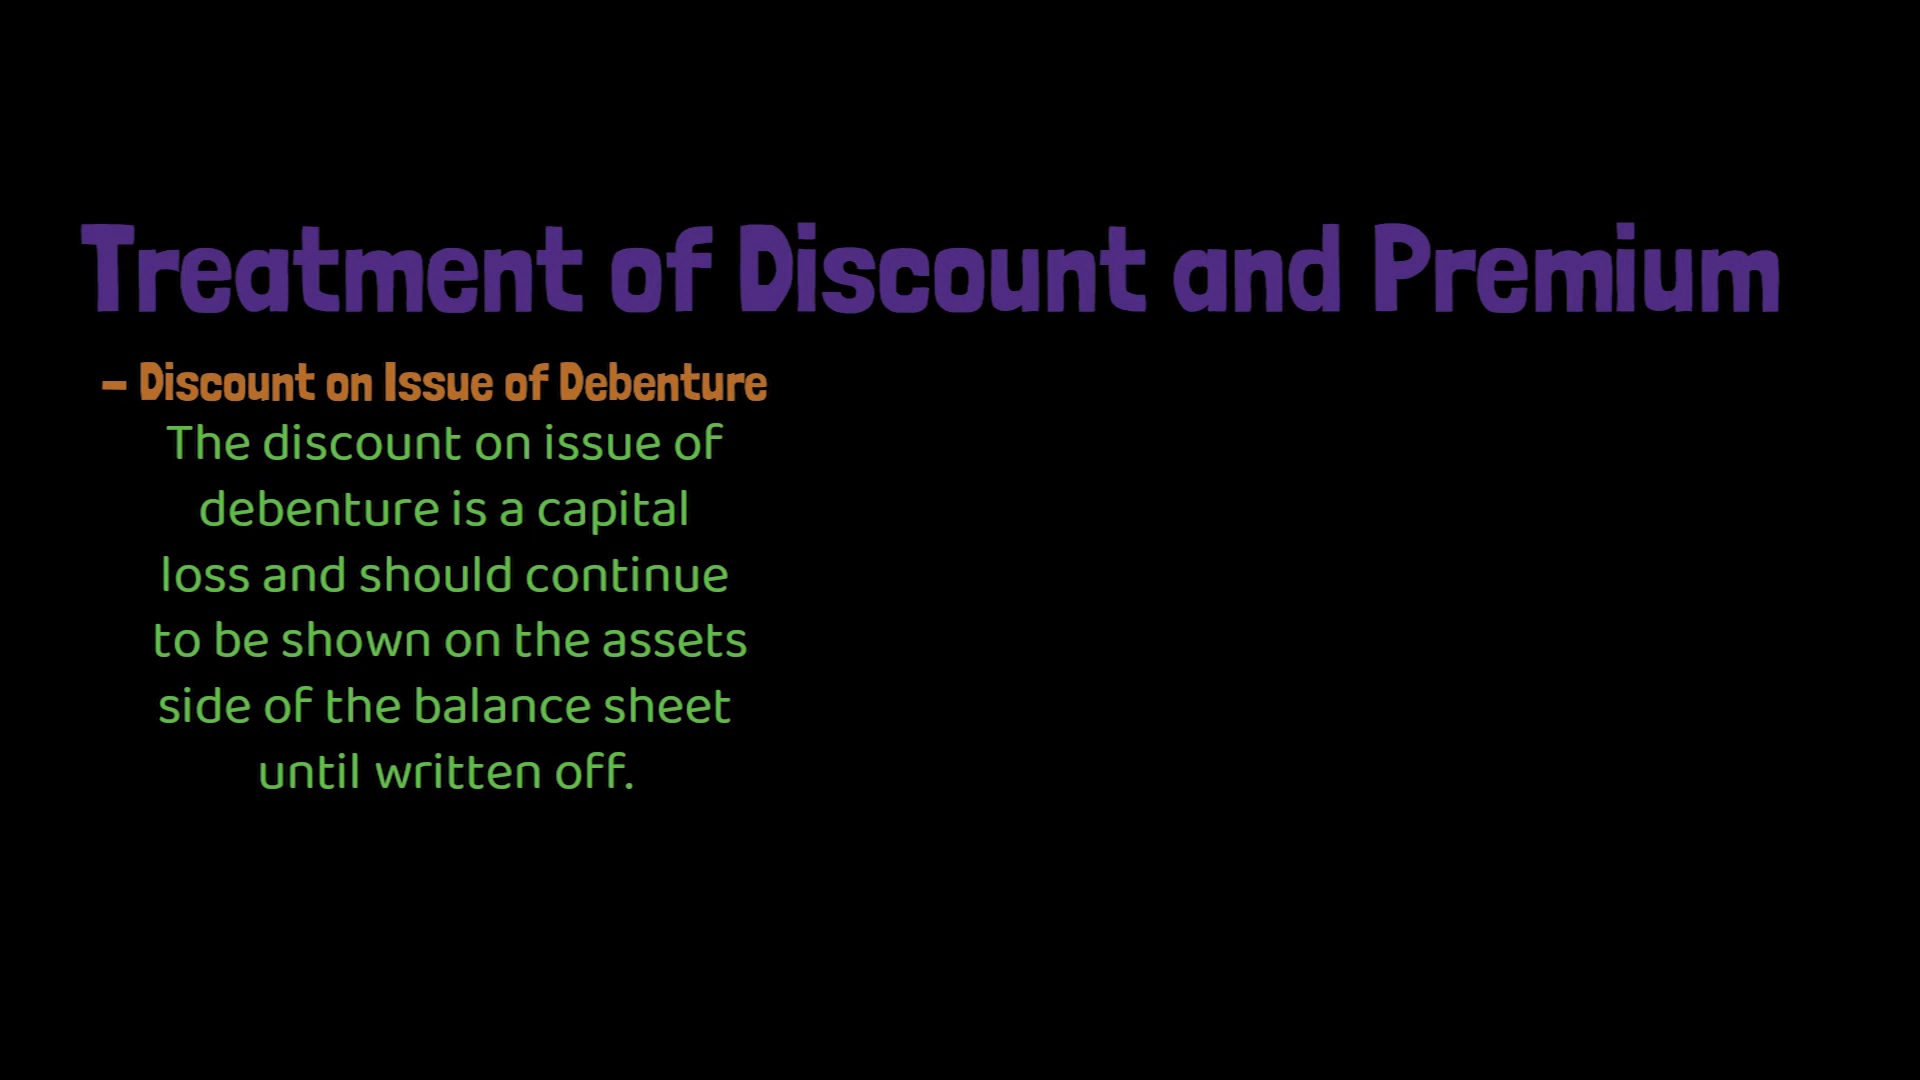 Treatment of Discount and Premium
– Discount on Issue of Debenture
The discount on issue of
debenture is a capital
loss and should continue
to be shown on the assets
side of the balance sheet
until written off.